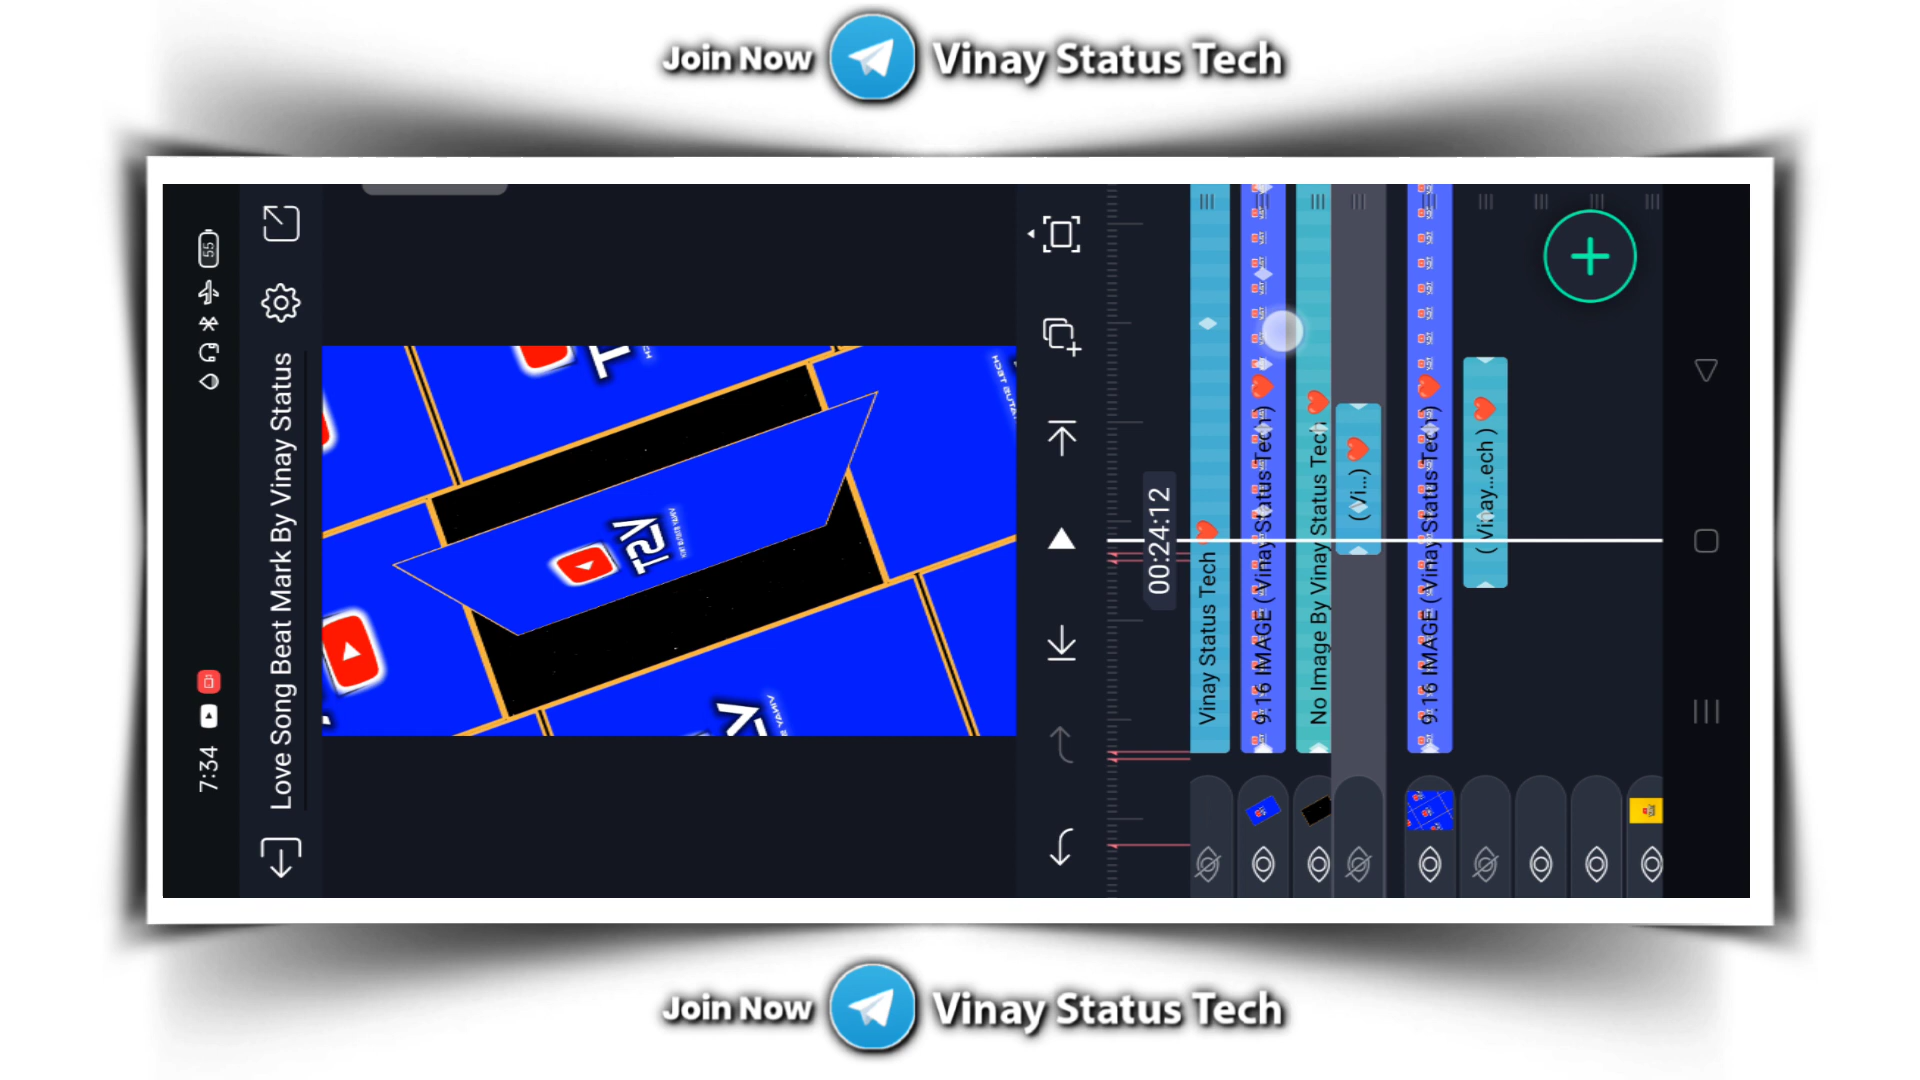 Join Now Vinay Status Tech
7:34
55
Love Song Beat Mark By Vinay Status
00:24:12
Vinay Status Tech ❤️
9:16 IMAGE ( Vinay Status Tech ) ❤️
No Image By Vinay Status Tech ❤️
(Vi...) ❤️
9:16 IMAGE ( Vinay Status Tech ) ❤️
( Vinay...ech ) ❤️
Join Now Vinay Status Tech